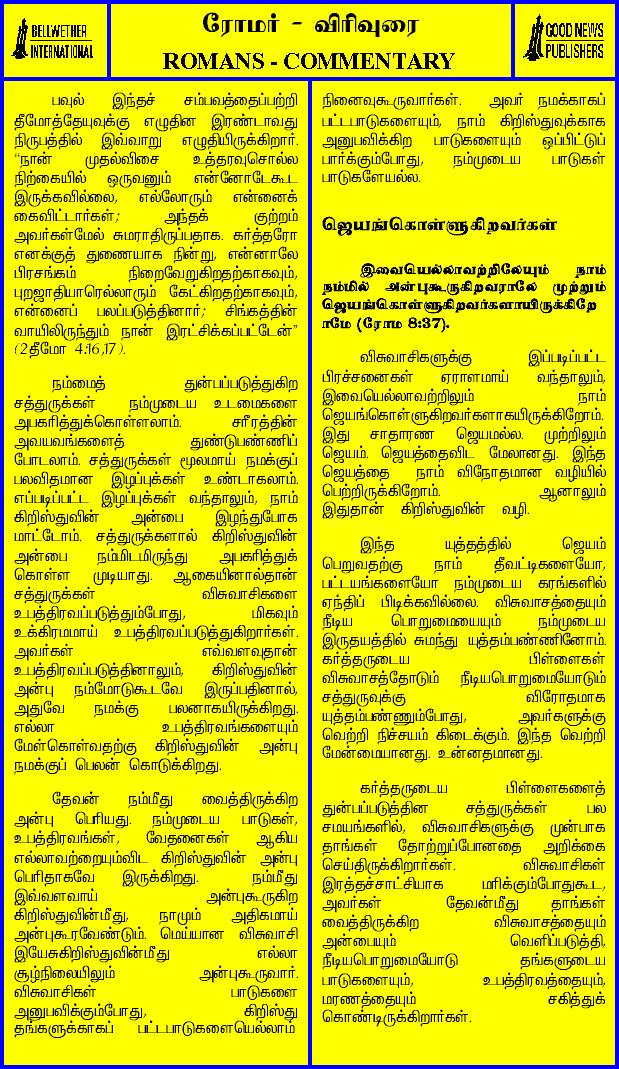 BELLWETHER
INTERNATIONAL
ரோமர் - விரிவுரை
ROMANS - COMMENTARY
GOOD NEWS
PUBLISHERS
பவுல் இந்தச் சம்பவத்தைப்பற்றி
தீமோத்தேயுவுக்கு எழுதின இரண்டாவது
நிருபத்தில் இவ்வாறு எழுதியிருக்கிறார்.
“நான் முதல்விசை உத்தரவுசொல்ல
நிற்கையில் ஒருவனும் என்னோடேகூட
இருக்கவில்லை, எல்லோரும் என்னைக்
கைவிட்டார்கள்; அந்தக் குற்றம்
அவர்கள்மேல் சுமராதிருப்பதாக. கர்த்தரோ
எனக்குத் துணையாக நின்று, என்னாலே
பிரசங்கம் நிறைவேறுகிறதற்காகவும்,
புறஜாதியாரெல்லாரும் கேட்கிறதற்காகவும்,
என்னைப் பலப்படுத்தினார்; சிங்கத்தின்
வாயிலிருந்தும் நான் இரட்சிக்கப்பட்டேன்”
(2தீமோ 4:16,17).
நம்மைத் துன்பப்படுத்துகிற
சத்துருக்கள் நம்முடைய உடமைகளை
அபகரித்துக்கொள்ளலாம். சரீரத்தின்
அவயவங்களைத் துண்டுபண்ணிப்
போடலாம். சத்துருக்கள் மூலமாய் நமக்குப்
பலவிதமான இழப்புக்கள் உண்டாகலாம்.
எப்படிப்பட்ட இழப்புக்கள் வந்தாலும், நாம்
கிறிஸ்துவின் அன்பை இழந்துபோக
மாட்டோம். சத்துருக்களால் கிறிஸ்துவின்
அன்பை நம்மிடமிருந்து அபகரித்துக்
கொள்ள முடியாது. ஆகையினால்தான்
சத்துருக்கள் விசுவாசிகளை
உபத்திரவப்படுத்தும்போது, மிகவும்
உக்கிரமமாய் உபத்திரவப்படுத்துகிறார்கள்.
அவர்கள் எவ்வளவுதான்
உபத்திரவப்படுத்தினாலும், கிறிஸ்துவின்
அன்பு நம்மோடுகூடவே இருப்பதினால்,
அதுவே நமக்கு பலனாகயிருக்கிறது.
எல்லா உபத்திரவங்களையும்
மேள்கொள்வதற்கு கிறிஸ்துவின் அன்பு
நமக்குப் பெலன் கொடுக்கிறது.
தேவன் நம்மீது வைத்திருக்கிற
அன்பு பெரியது. நம்முடைய பாடுகள்,
உபத்திரவங்கள், வேதனைகள் ஆகிய
எல்லாவற்றையும்விட கிறிஸ்துவின் அன்பு
பெரிதாகவே இருக்கிறது. நம்மீது
இவ்வளவாய் அன்புகூருகிற
கிறிஸ்துவின்மீது, நாமும் அதிகமாய்
அன்புகூரவேண்டும். மெய்யான விசுவாசி
இயேசுகிறிஸ்துவின்மீது எல்லா
சூழ்நிலையிலும் அன்புகூருவார்.
விசுவாசிகள் பாடுகளை
அனுபவிக்கும்போது, கிறிஸ்து
தங்களுக்காகப் பட்டபாடுகளையெல்லாம்
நினைவுகூருவார்கள். அவர் நமக்காகப்
பட்டபாடுகளையும், நாம் கிறிஸ்துவுக்காக
அனுபவிக்கிற பாடுகளையும் ஒப்பிட்டுப்
பார்க்கும்போது, நம்முடைய பாடுகள்
பாடுகளேயல்ல.
ஜெயங்கொள்ளுகிறவர்கள்
இவையெல்லாவற்றிலேயும் நாம்
நம்மில் அன்புகூருகிறவராலே முற்றும்
ஜெயங்கொள்ளுகிறவர்களாயிருக்கிறே
ாமே (ரோம 8:37).
விசுவாசிகளுக்கு இப்படிப்பட்ட
பிரச்சனைகள் ஏராளமாய் வந்தாலும்,
இவையெல்லாவற்றிலும் நாம்
ஜெயங்கொள்ளுகிறவர்களாகயிருக்கிறோம்.
இது சாதாரண ஜெயமல்ல. முற்றிலும்
ஜெயம். ஜெயத்தைவிட மேலானது. இந்த
ஜெயத்தை நாம் விநோதமான வழியில்
பெற்றிருக்கிறோம். ஆனாலும்
இதுதான் கிறிஸ்துவின் வழி.
இந்த யுத்தத்தில் ஜெயம்
பெறுவதற்கு நாம் தீவட்டிகளையோ,
பட்டயங்களையோ நம்முடைய கரங்களில்
ஏந்திப் பிடிக்கவில்லை. விசுவாசத்தையும்
நீடிய பொறுமையையும் நம்முடைய
இருதயத்தில் சுமந்து யுத்தம்பண்ணினோம்.
கர்த்தருடைய பிள்ளைகள்
விசுவாசத்தோடும் நீடியபொறுமையோடும்
சத்துருவுக்கு விரோதமாக
யுத்தம்பண்ணும்போது, அவர்களுக்கு
வெற்றி நிச்சயம் கிடைக்கும். இந்த வெற்றி
மேன்மையானது. உன்னதமானது.
கர்த்தருடைய பிள்ளைகளைத்
துன்பப்படுத்தின சத்துருக்கள் பல
சமயங்களில், விசுவாசிகளுக்கு முன்பாக
தாங்கள் தோற்றுப்போனதை அறிக்கை
செய்திருக்கிறார்கள். விசுவாசிகள்
இரத்தச்சாட்சியாக மரிக்கும்போதுகூட,
அவர்கள் தேவன்மீது தாங்கள்
வைத்திருக்கிற விசுவாசத்தையும்
அன்பையும் வெளிப்படுத்தி,
நீடியபொறுமையோடு தங்களுடைய
பாடுகளையும், உபத்திரவத்தையும்,
மரணத்தையும் சகித்துக்
கொண்டிருக்கிறார்கள்.